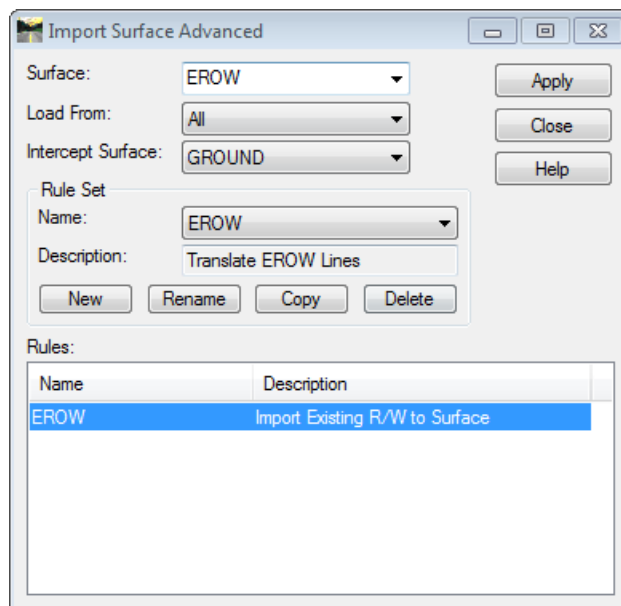 Import Surface Advanced
Surface: EROW
Apply
Load From: All
Close
Intercept Surface: GROUND
Help
Rule Set
Name: EROW
Description: Translate EROW Lines
New Rename Copy Delete
Rules:
Name Description
EROW Import Existing R/W to Surface